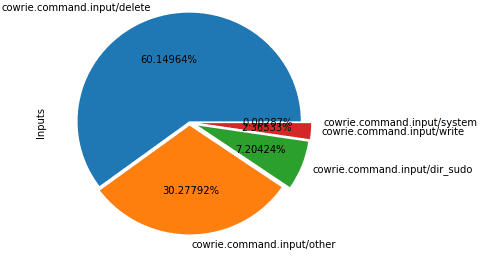 cowrie.command.input/delete
60.14964%
Inputs
0.00287%
cowrie.command.input/system
2.36533%
cowrie.command.input/write
7.20424%
cowrie.command.input/dir_sudo
30.27792%
cowrie.command.input/other